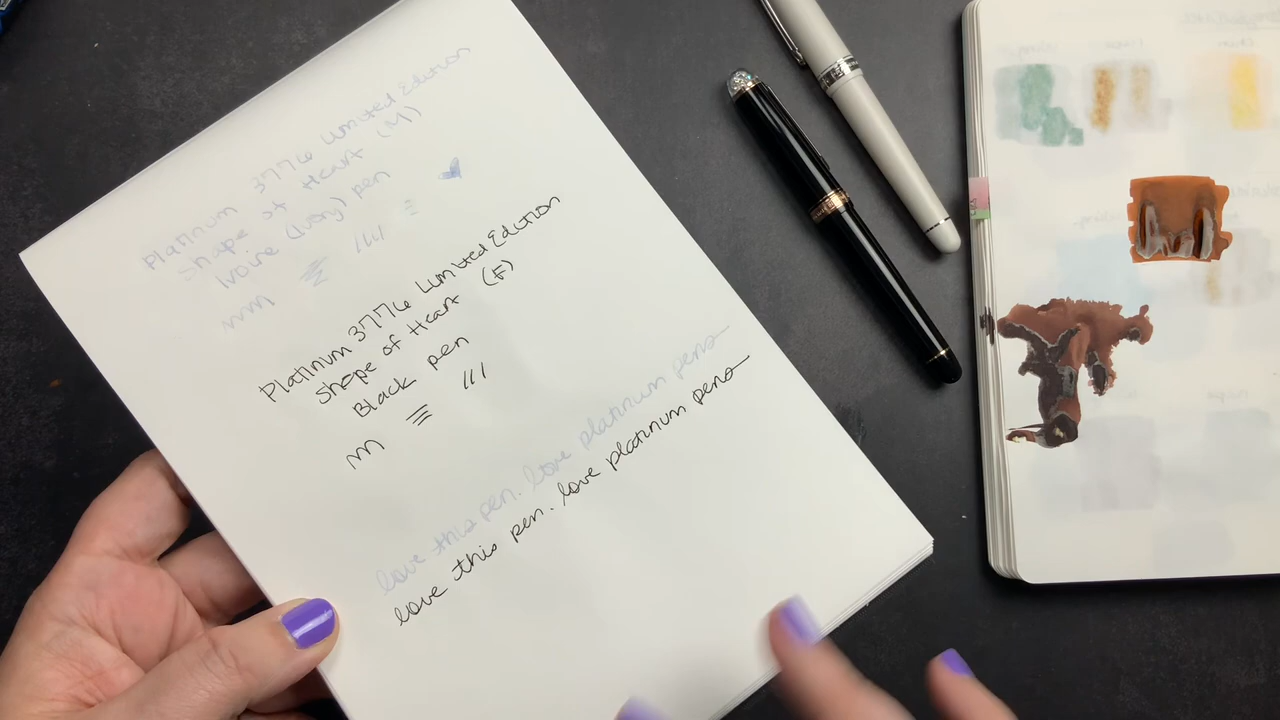 Platinum 3776 Limited Edition
Shape of Heart (M)
Ivoire (Ivory) pen
Platinum 3776 Limited Edition
Shape of Heart (F)
Black pen
love this pen. love platinum pens
love this pen. love platinum pens